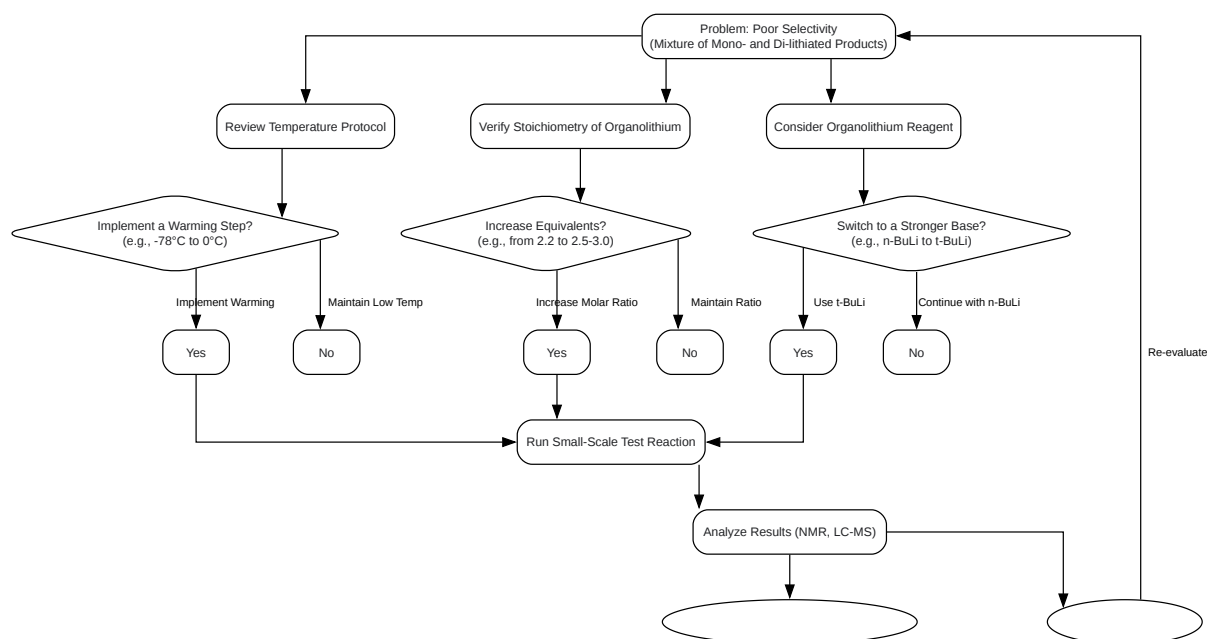 Problem: Poor Selectivity
(Mixture of Mono- and Di-lithiated Products)
Review Temperature Protocol
Verify Stoichiometry of Organolithium
Consider Organolithium Reagent
Implement a Warming Step?
(e.g., -78°C to 0°C)
Increase Equivalents?
(e.g., from 2.2 to 2.5-3.0)
Switch to a Stronger Base?
(e.g., n-BuLi to t-BuLi)
Implement Warming
Maintain Low Temp
Increase Molar Ratio
Maintain Ratio
Use t-BuLi
Continue with n-BuLi
Yes
No
Yes
No
Yes
No
Re-evaluate
Run Small-Scale Test Reaction
Analyze Results (NMR, LC-MS)